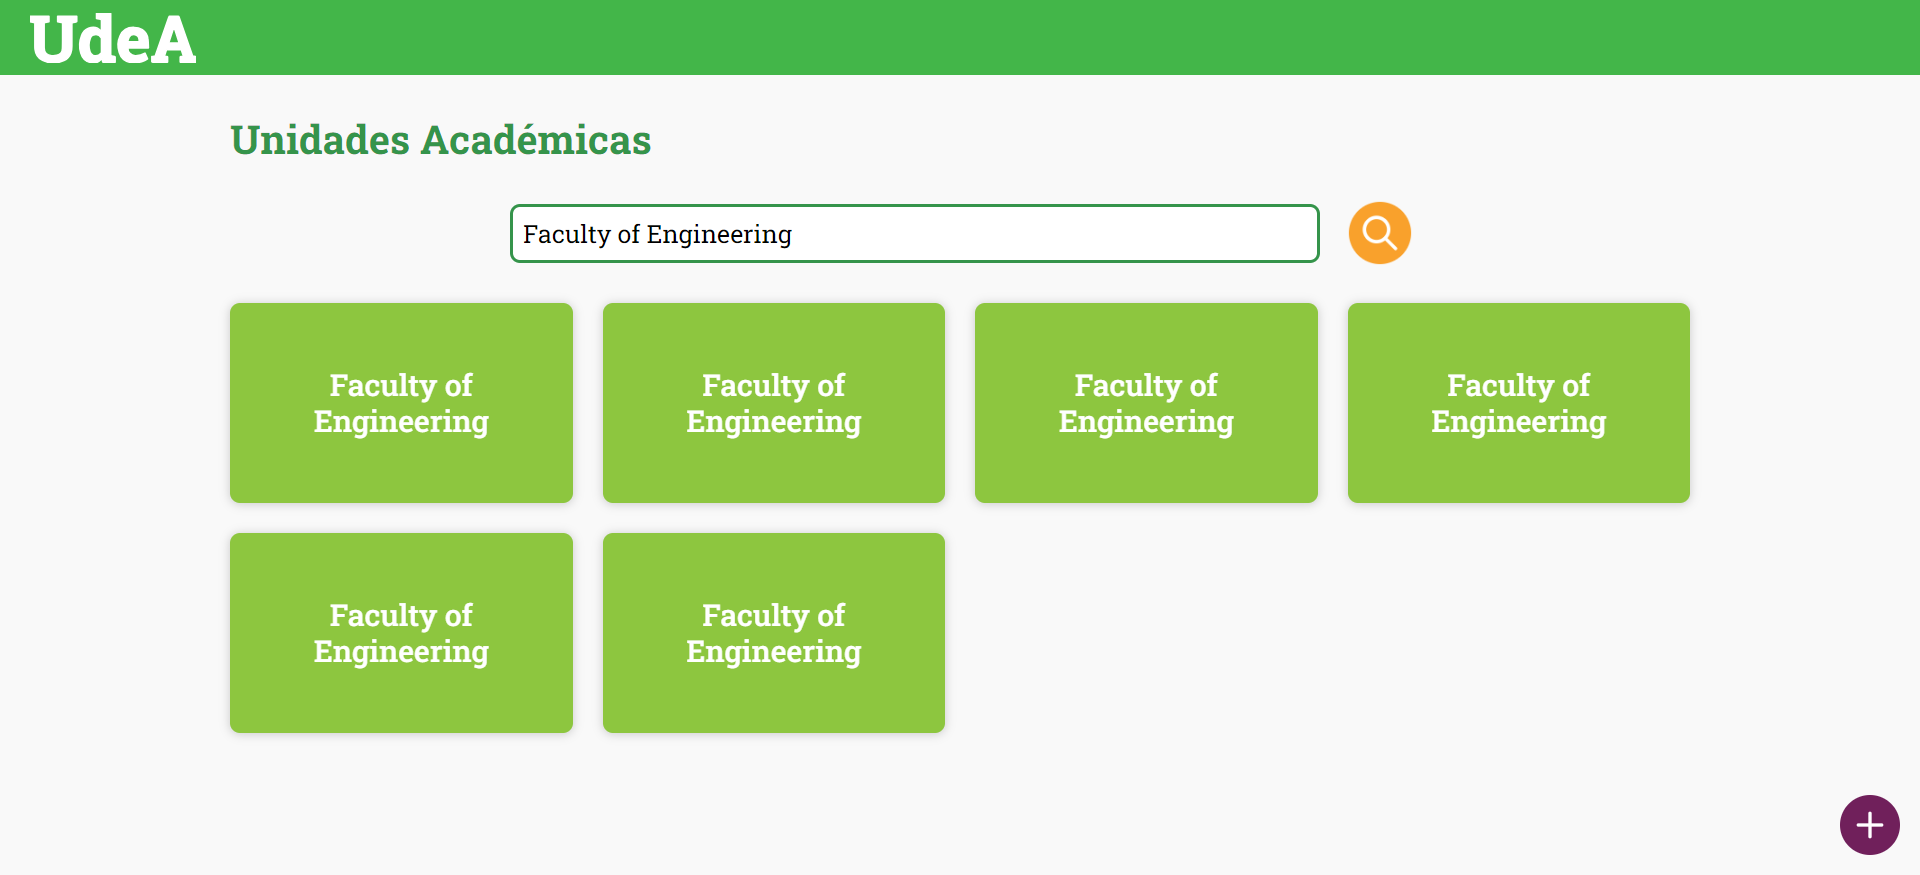 UdeA
Unidades Académicas
Faculty of Engineering
Faculty of
Engineering
Faculty of
Engineering
Faculty of
Engineering
Faculty of
Engineering
Faculty of
Engineering
Faculty of
Engineering